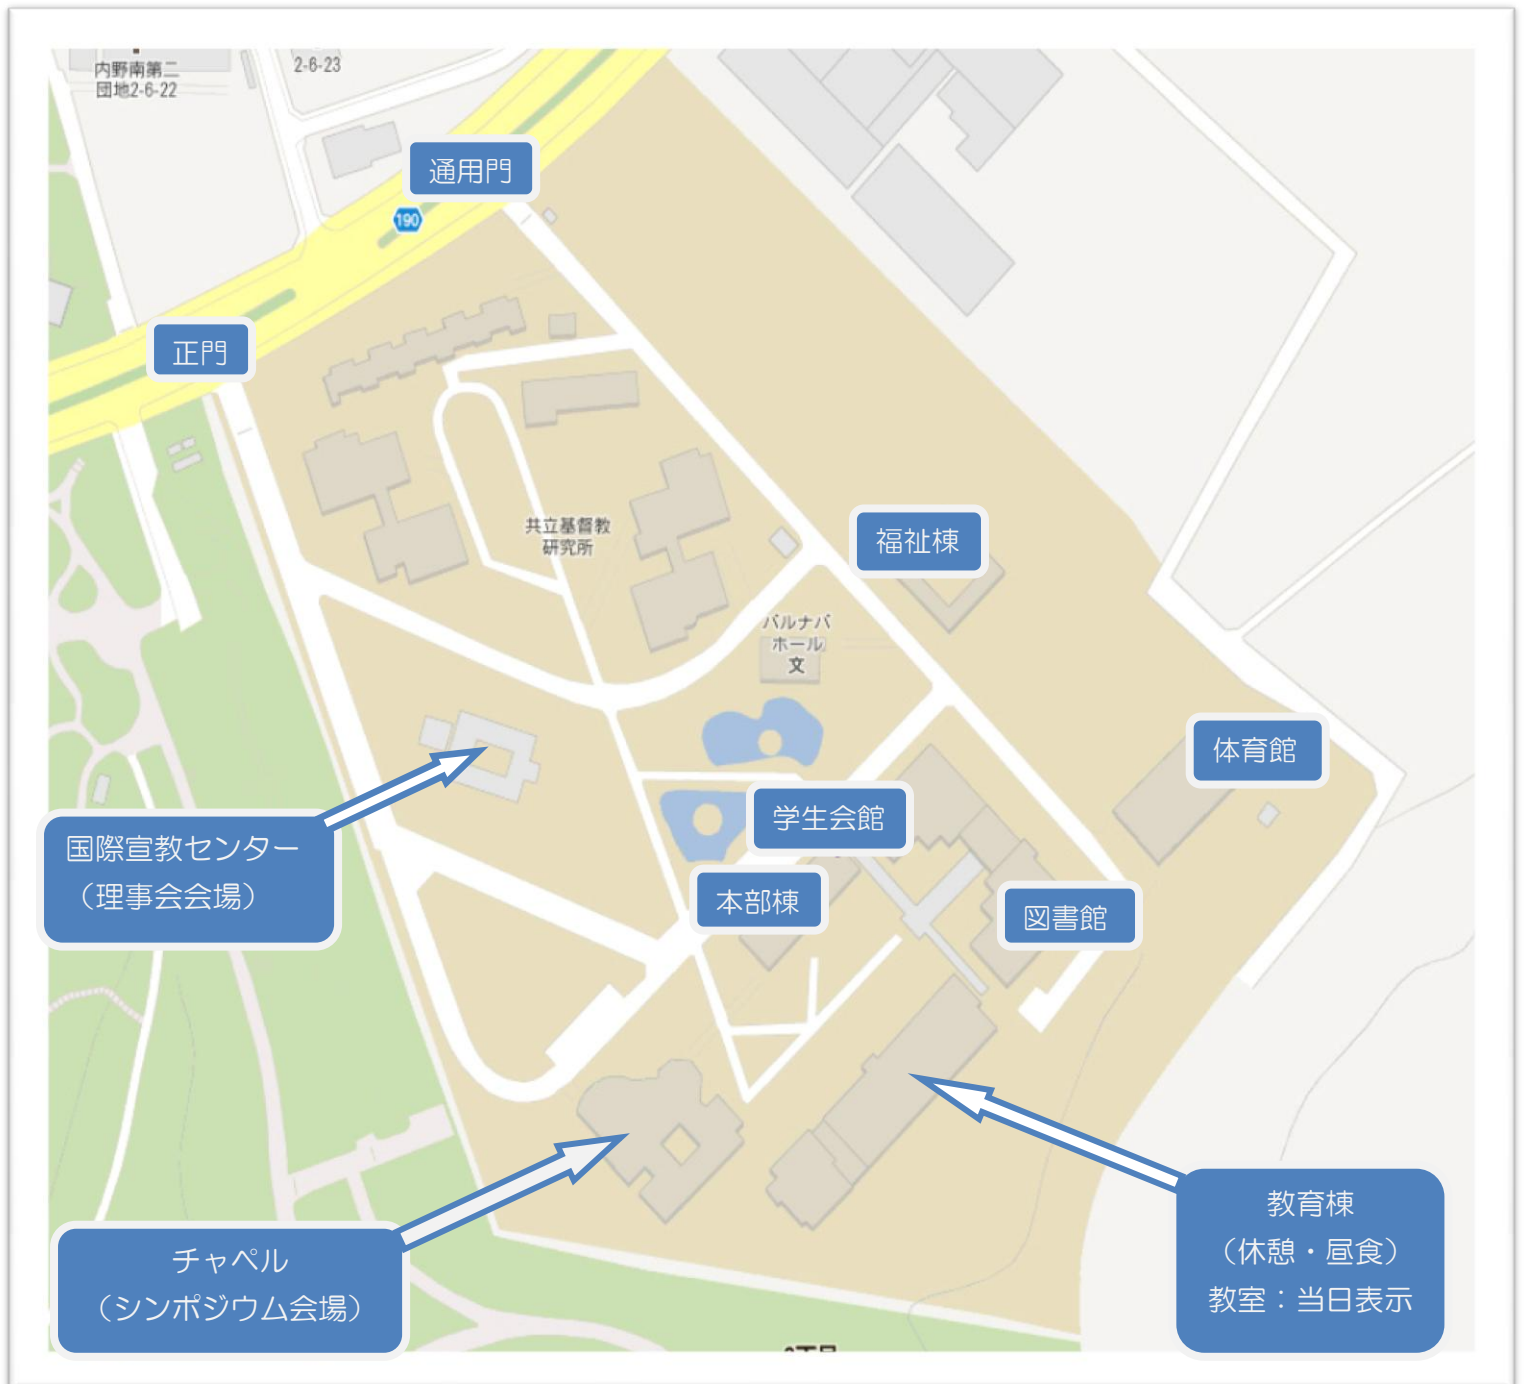 内野南第二
団地2-6-22
2-6-23
通用門
190
正門
共立基督教
研究所
福祉棟
バルナバ
ホール
文
体育館
国際宣教センター
（理事会会場）
学生会館
本部棟
図書館
チャペル
（シンポジウム会場）
教育棟
（休憩・昼食）
教室：当日表示